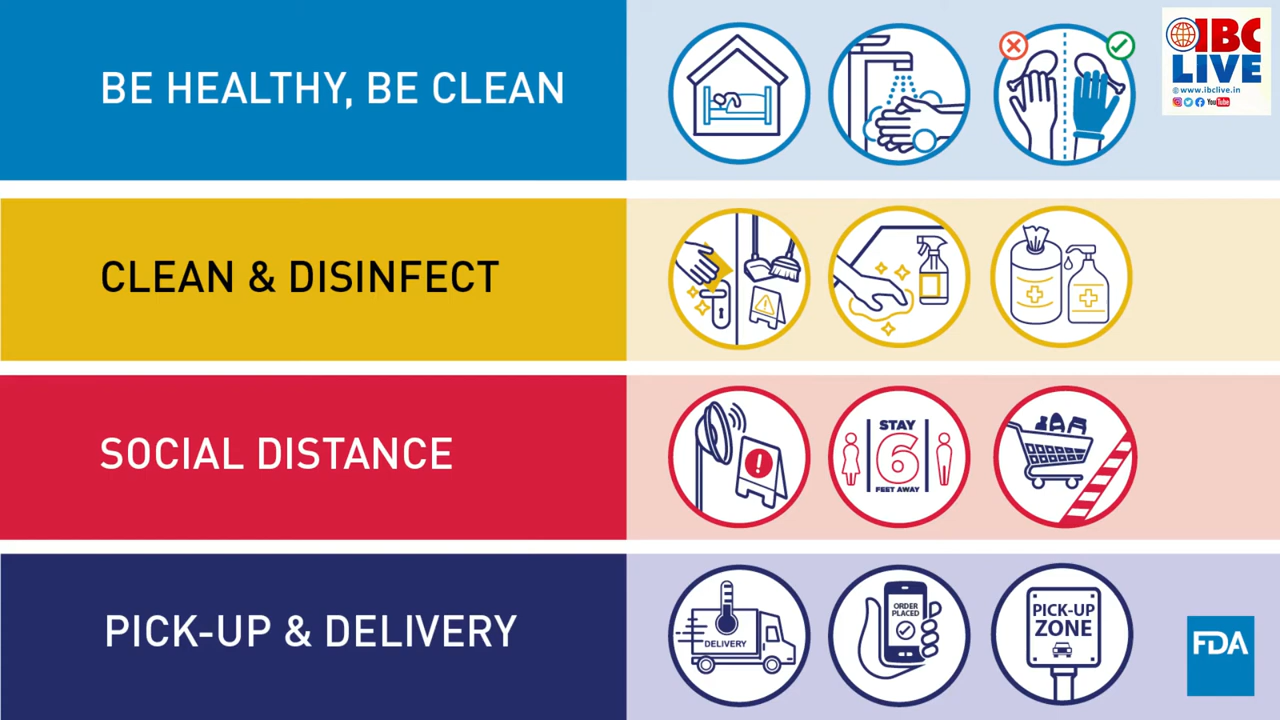 BE HEALTHY, BE CLEAN
IBC
LIVE
www.ibclive.in
YouTube
CLEAN & DISINFECT
SOCIAL DISTANCE
STAY
6
FEET AWAY
PICK-UP & DELIVERY
DELIVERY
ORDER
PLACED
PICK-UP
ZONE
FDA